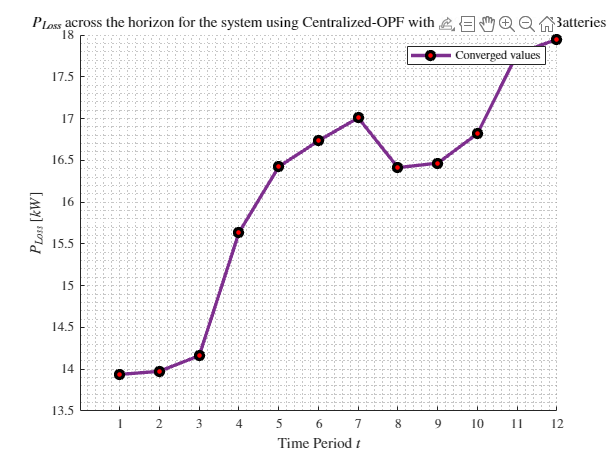 P_Loss across the horizon for the system using Centralized-OPF with Batteries
Converged values
P_Loss [kW]
18
17.5
17
16.5
16
15.5
15
14.5
14
13.5
1 2 3 4 5 6 7 8 9 10 11 12
Time Period t